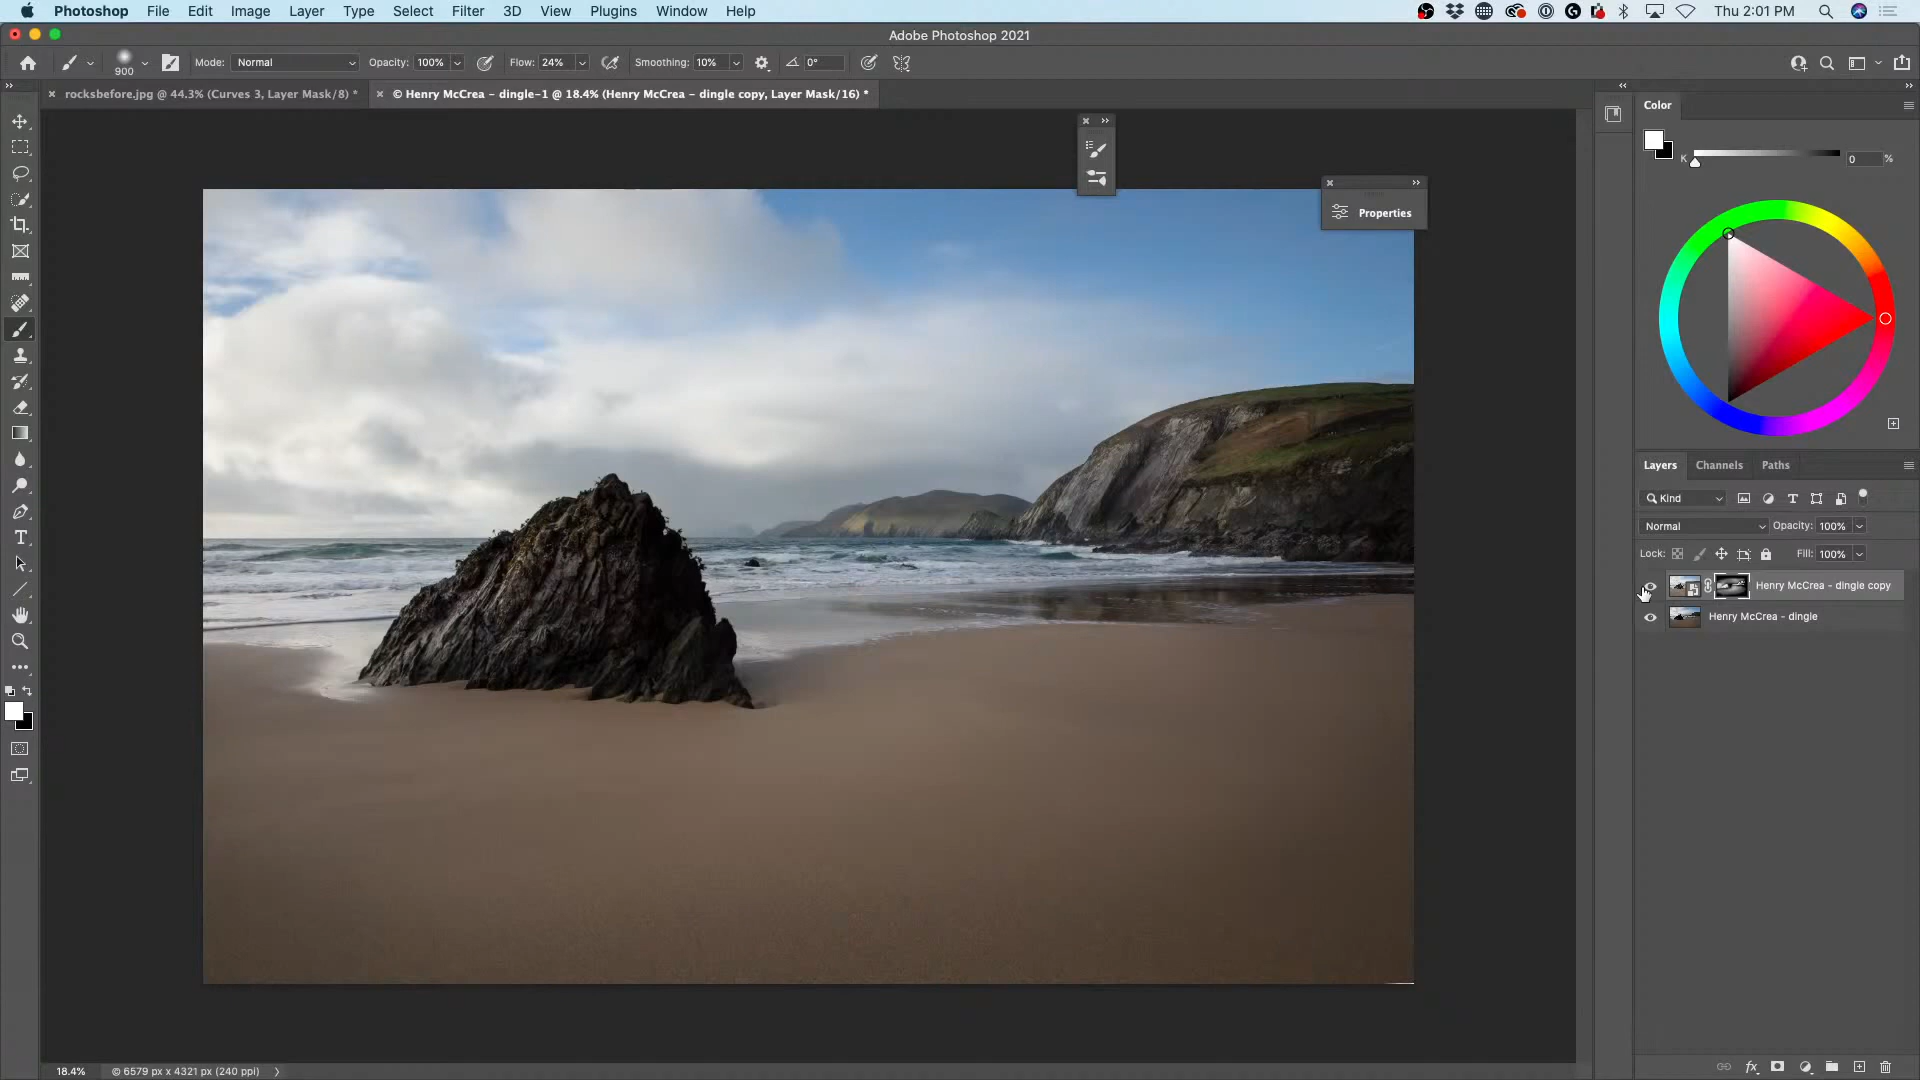 Photoshop File Edit Image Layer Type Select Filter 3D View Plugins Window Help Thu 2:01 PM
Adobe Photoshop 2021
900 Mode: Normal Opacity: 100% Flow: 24% Smoothing: 10% 0°
rocksbefore.jpg @ 44.3% (Curves 3, Layer Mask/8) * © Henry McCrea - dingle-1 @ 18.4% (Henry McCrea - dingle copy, Layer Mask/16) *
Color
K 0 %
Properties
Layers Channels Paths
Kind
Normal Opacity: 100%
Lock: Fill: 100%
Henry McCrea - dingle copy
Henry McCrea - dingle
18.4% © 6579 px x 4321 px (240 ppi)